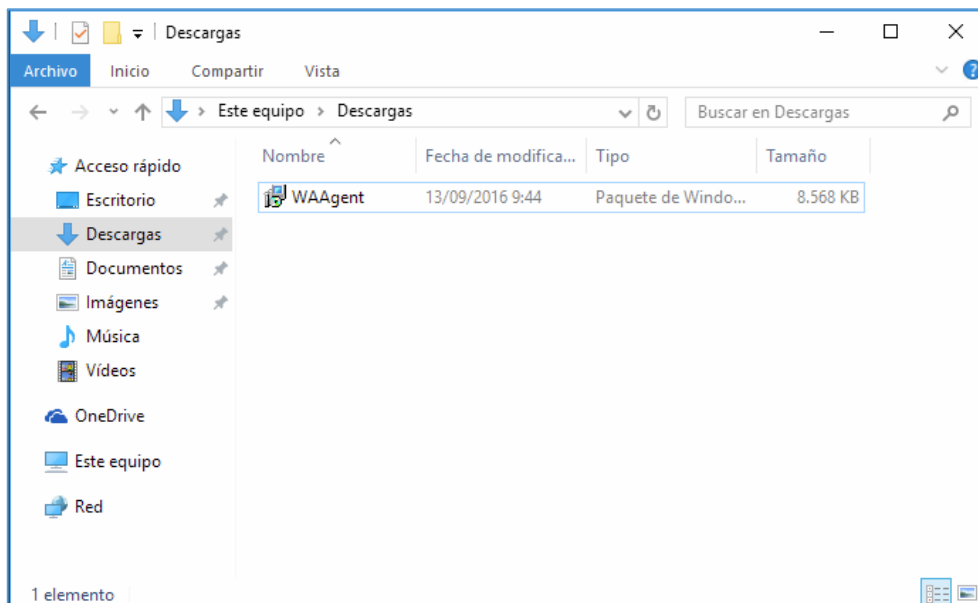 Descargas
Archivo Inicio Compartir Vista
Este equipo > Descargas Buscar en Descargas
Acceso rápido
Escritorio
Descargas
Documentos
Imágenes
Música
Vídeos
OneDrive
Este equipo
Red
Nombre Fecha de modifica... Tipo Tamaño
WAAgent 13/09/2016 9:44 Paquete de Windo... 8.568 KB
1 elemento